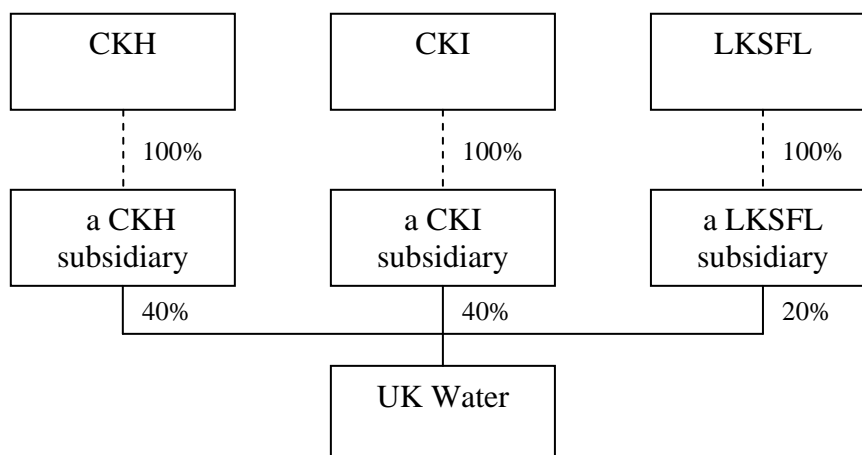 CKH
CKI
LKSFL
100%
100%
100%
a CKH
subsidiary
a CKI
subsidiary
a LKSFL
subsidiary
40%
40%
20%
UK Water